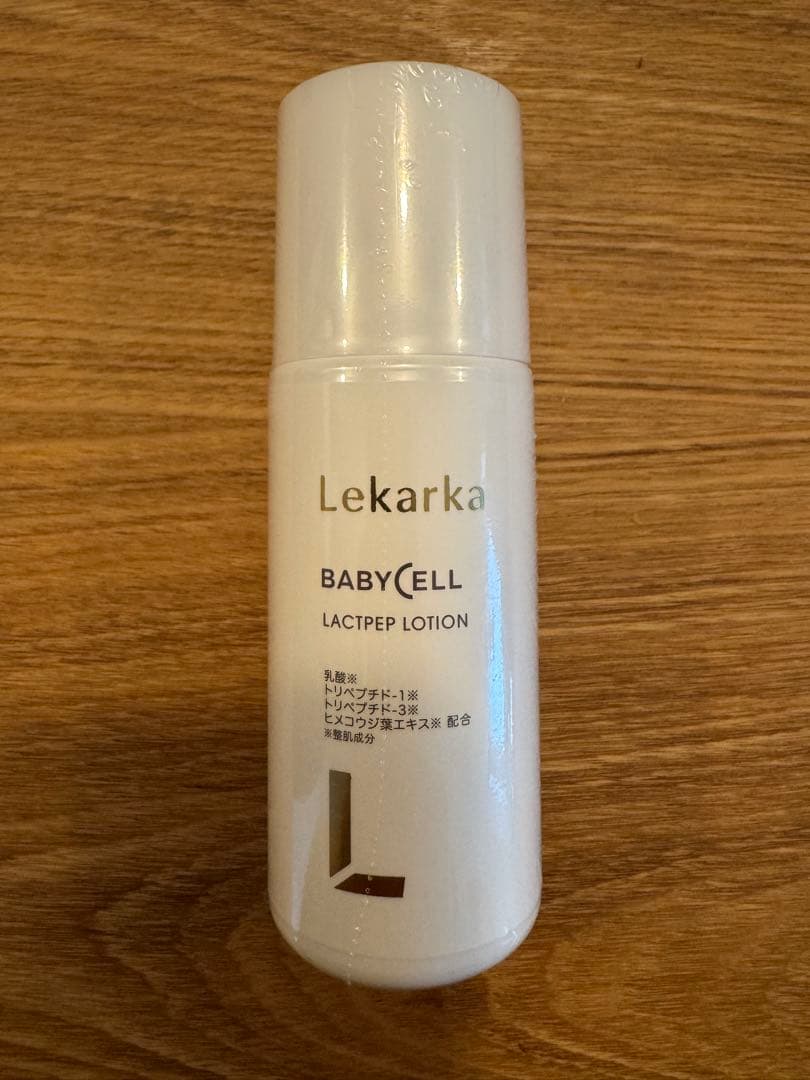 Lekarka
BABYCELL
LACTPEP LOTION
乳酸※
トリペプチド-1※
トリペプチド-3※
ヒメコウジ葉エキス※ 配合
※整肌成分